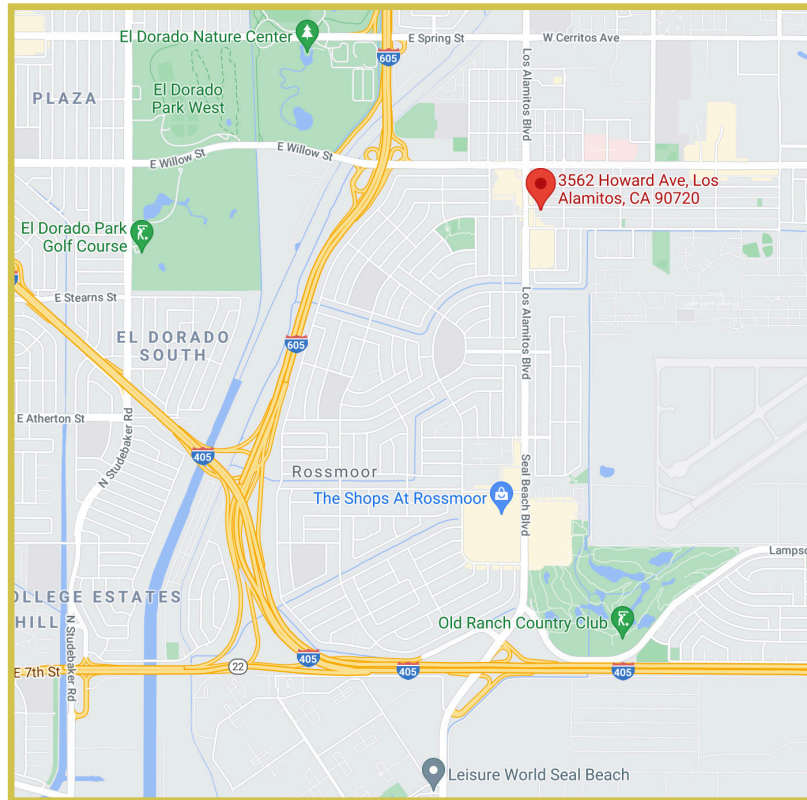 El Dorado Nature Center
E Spring St
W Cerritos Ave
605
Los Alamitos Blvd
PLAZA
El Dorado
Park West
E Willow St
E Willow St
3562 Howard Ave, Los
Alamitos, CA 90720
El Dorado Park
Golf Course
E Stearns St
Los Alamitos Blvd
EL DORADO
SOUTH
605
E Atherton St
N Studebaker Rd
405
Rossmoor
Seal Beach Blvd
The Shops At Rossmoor
Lampso
OLLEGE ESTATES
HILL
Old Ranch Country Club
N Studebaker Rd
E 7th St
22
405
405
405
Leisure World Seal Beach